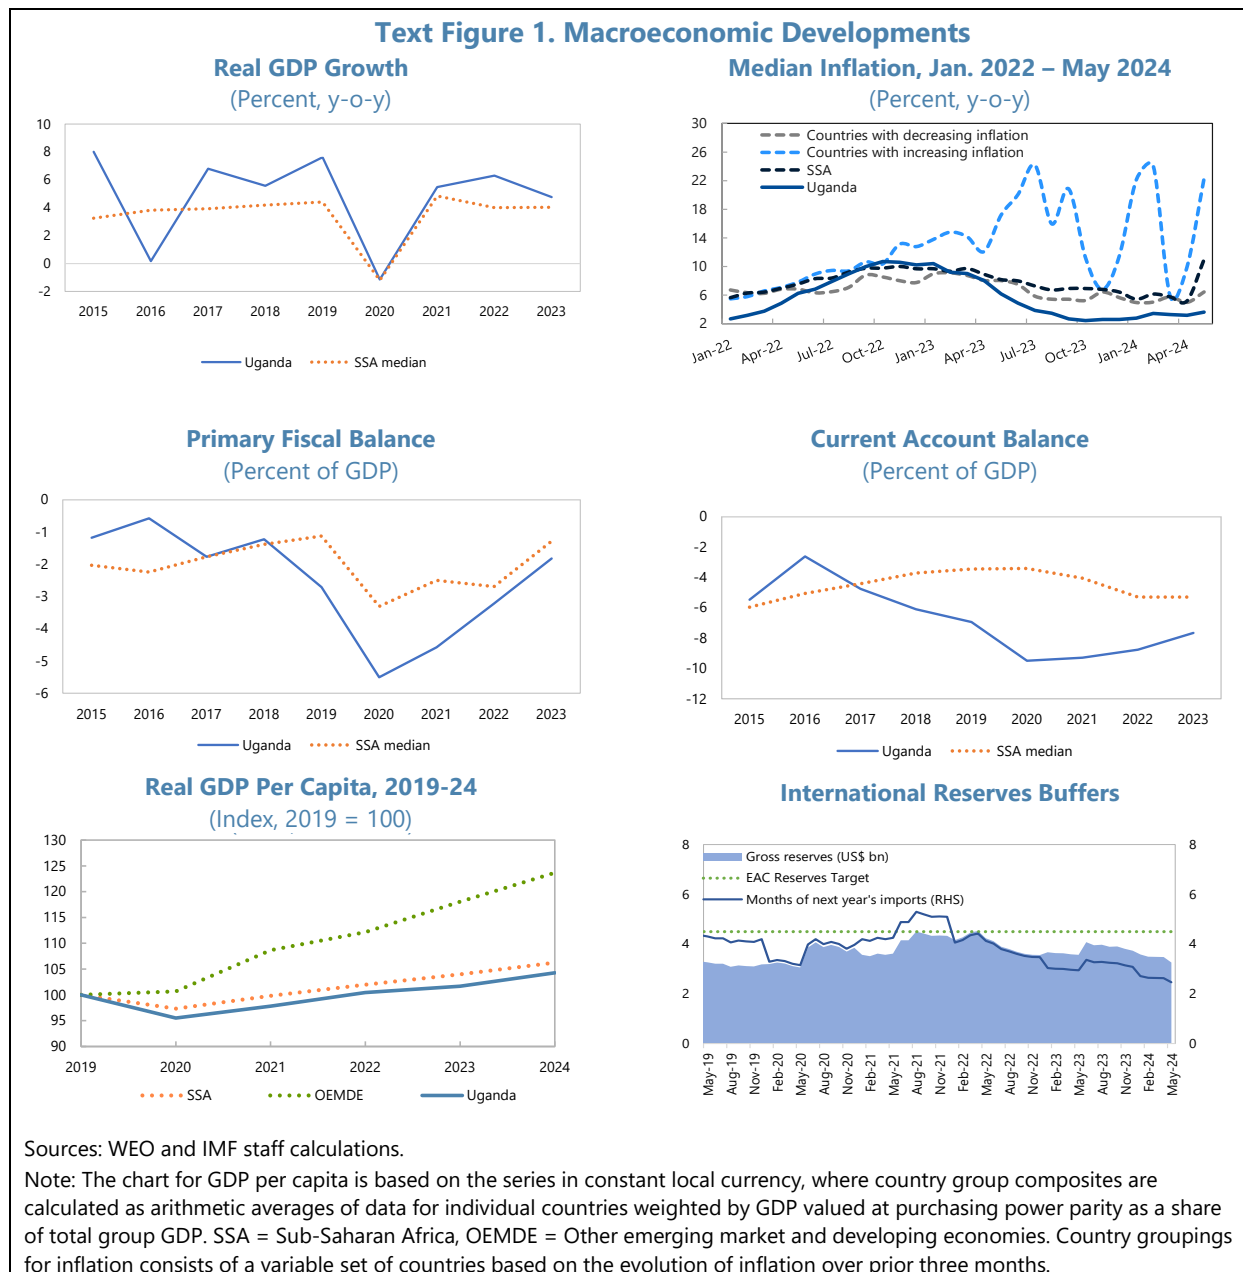 Text Figure 1. Macroeconomic Developments
Real GDP Growth
(Percent, y-o-y)
10
8
6
4
2
0
-2
2015 2016 2017 2018 2019 2020 2021 2022 2023
Uganda SSA median
Median Inflation, Jan. 2022 – May 2024
(Percent, y-o-y)
30
26
22
18
14
10
6
2
Countries with decreasing inflation
Countries with increasing inflation
SSA
Uganda
Jan-22 Apr-22 Jul-22 Oct-22 Jan-23 Apr-23 Jul-23 Oct-23 Jan-24 Apr-24
Primary Fiscal Balance
(Percent of GDP)
0
-1
-2
-3
-4
-5
-6
2015 2016 2017 2018 2019 2020 2021 2022 2023
Uganda SSA median
Current Account Balance
(Percent of GDP)
0
-2
-4
-6
-8
-10
-12
2015 2016 2017 2018 2019 2020 2021 2022 2023
Uganda SSA median
Real GDP Per Capita, 2019-24
(Index, 2019 = 100)
130
125
120
115
110
105
100
95
90
2019 2020 2021 2022 2023 2024
SSA OEMDE Uganda
International Reserves Buffers
8 8
6 6
4 4
2 2
0 0
Gross reserves (US$ bn)
EAC Reserves Target
Months of next year's imports (RHS)
May-19 Aug-19 Nov-19 Feb-20 May-20 Aug-20 Nov-20 Feb-21 May-21 Aug-21 Nov-21 Feb-22 May-22 Aug-22 Nov-22 Feb-23 May-23 Aug-23 Nov-23 Feb-24 May-24
Sources: WEO and IMF staff calculations.
Note: The chart for GDP per capita is based on the series in constant local currency, where country group composites are
calculated as arithmetic averages of data for individual countries weighted by GDP valued at purchasing power parity as a share
of total group GDP. SSA = Sub-Saharan Africa, OEMDE = Other emerging market and developing economies. Country groupings
for inflation consists of a variable set of countries based on the evolution of inflation over prior three months.